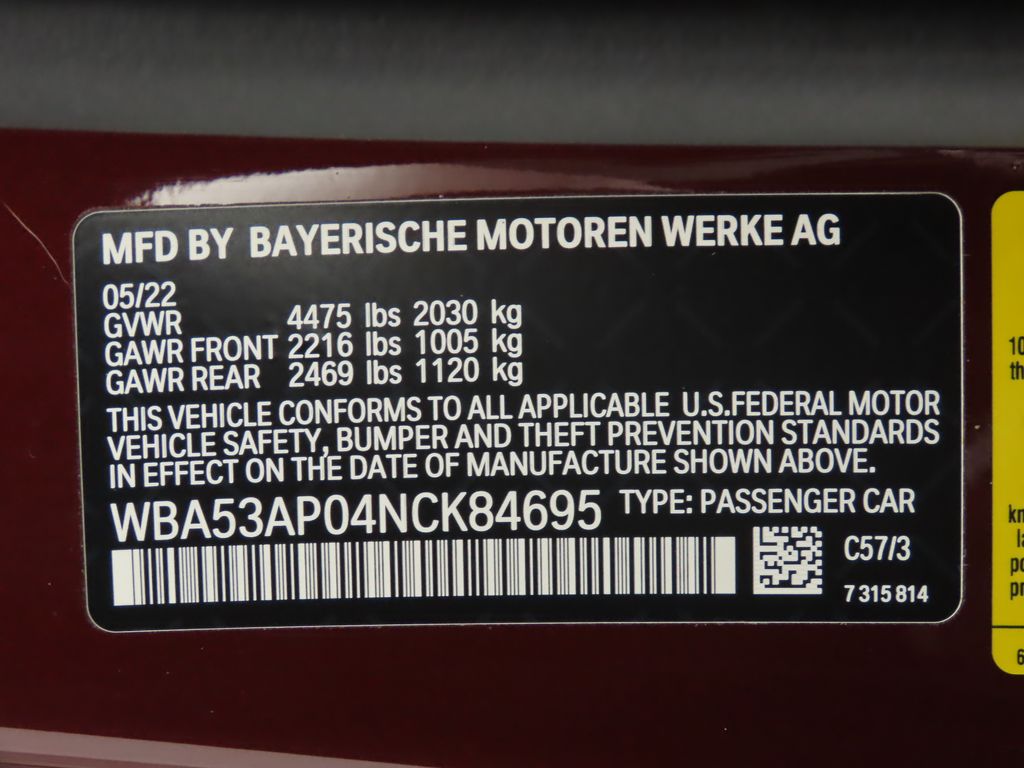 MFD BY BAYERISCHE MOTOREN WERKE AG
05/22
GVWR 4475 lbs 2030 kg
GAWR FRONT 2216 lbs 1005 kg
GAWR REAR 2469 lbs 1120 kg
THIS VEHICLE CONFORMS TO ALL APPLICABLE U.S.FEDERAL MOTOR
VEHICLE SAFETY, BUMPER AND THEFT PREVENTION STANDARDS
IN EFFECT ON THE DATE OF MANUFACTURE SHOWN ABOVE.
WBA53AP04NCK84695 TYPE: PASSENGER CAR
C57/3
7 315 814